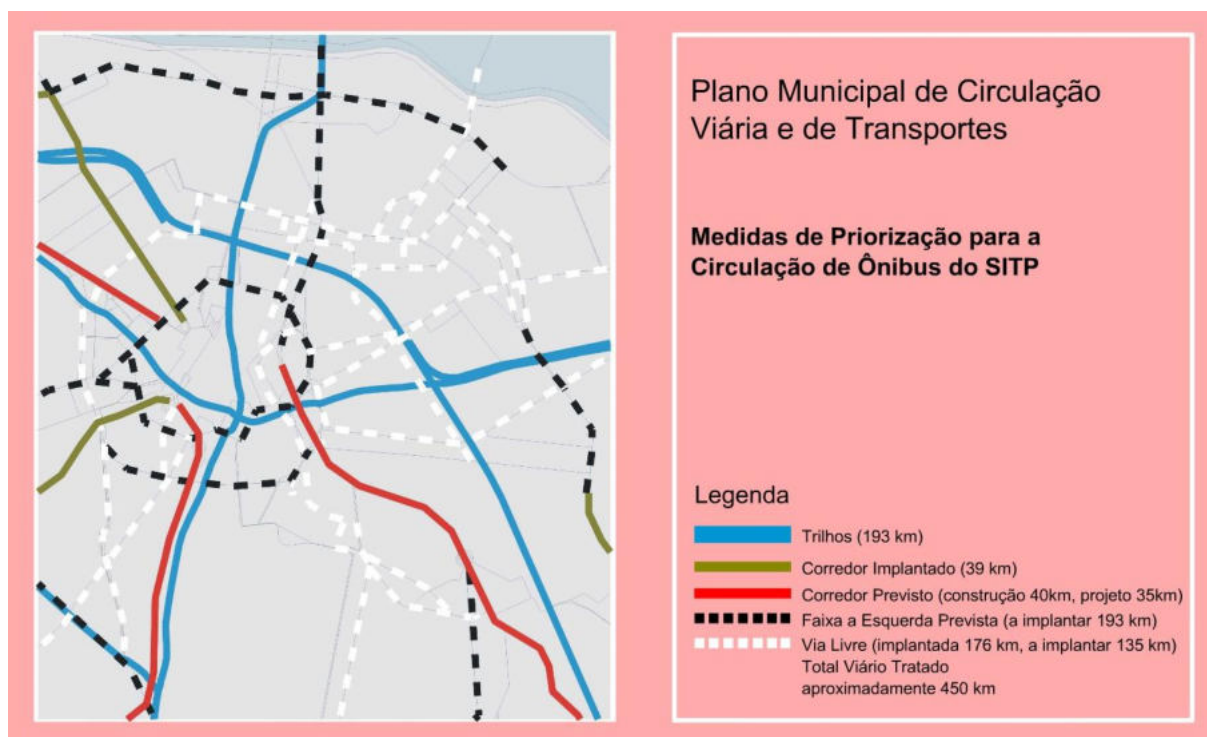 Plano Municipal de Circulação
Viária e de Transportes
Medidas de Priorização para a
Circulação de Ônibus do SITP
Legenda
Trilhos (193 km)
Corredor Implantado (39 km)
Corredor Previsto (construção 40km, projeto 35km)
Faixa a Esquerda Prevista (a implantar 193 km)
Via Livre (implantada 176 km, a implantar 135 km)
Total Viário Tratado
aproximadamente 450 km